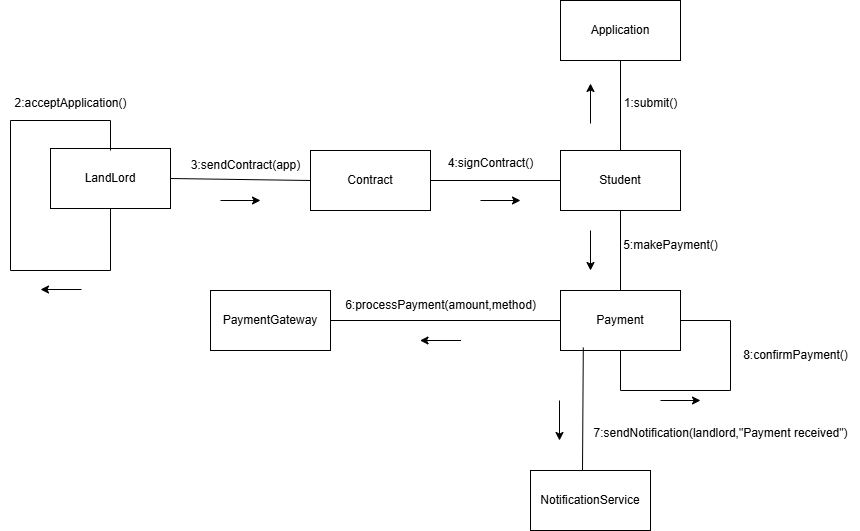 Application
2:acceptApplication()
1:submit()
LandLord
3:sendContract(app)
Contract
4:signContract()
Student
5:makePayment()
PaymentGateway
6:processPayment(amount,method)
Payment
8:confirmPayment()
7:sendNotification(landlord,"Payment received")
NotificationService